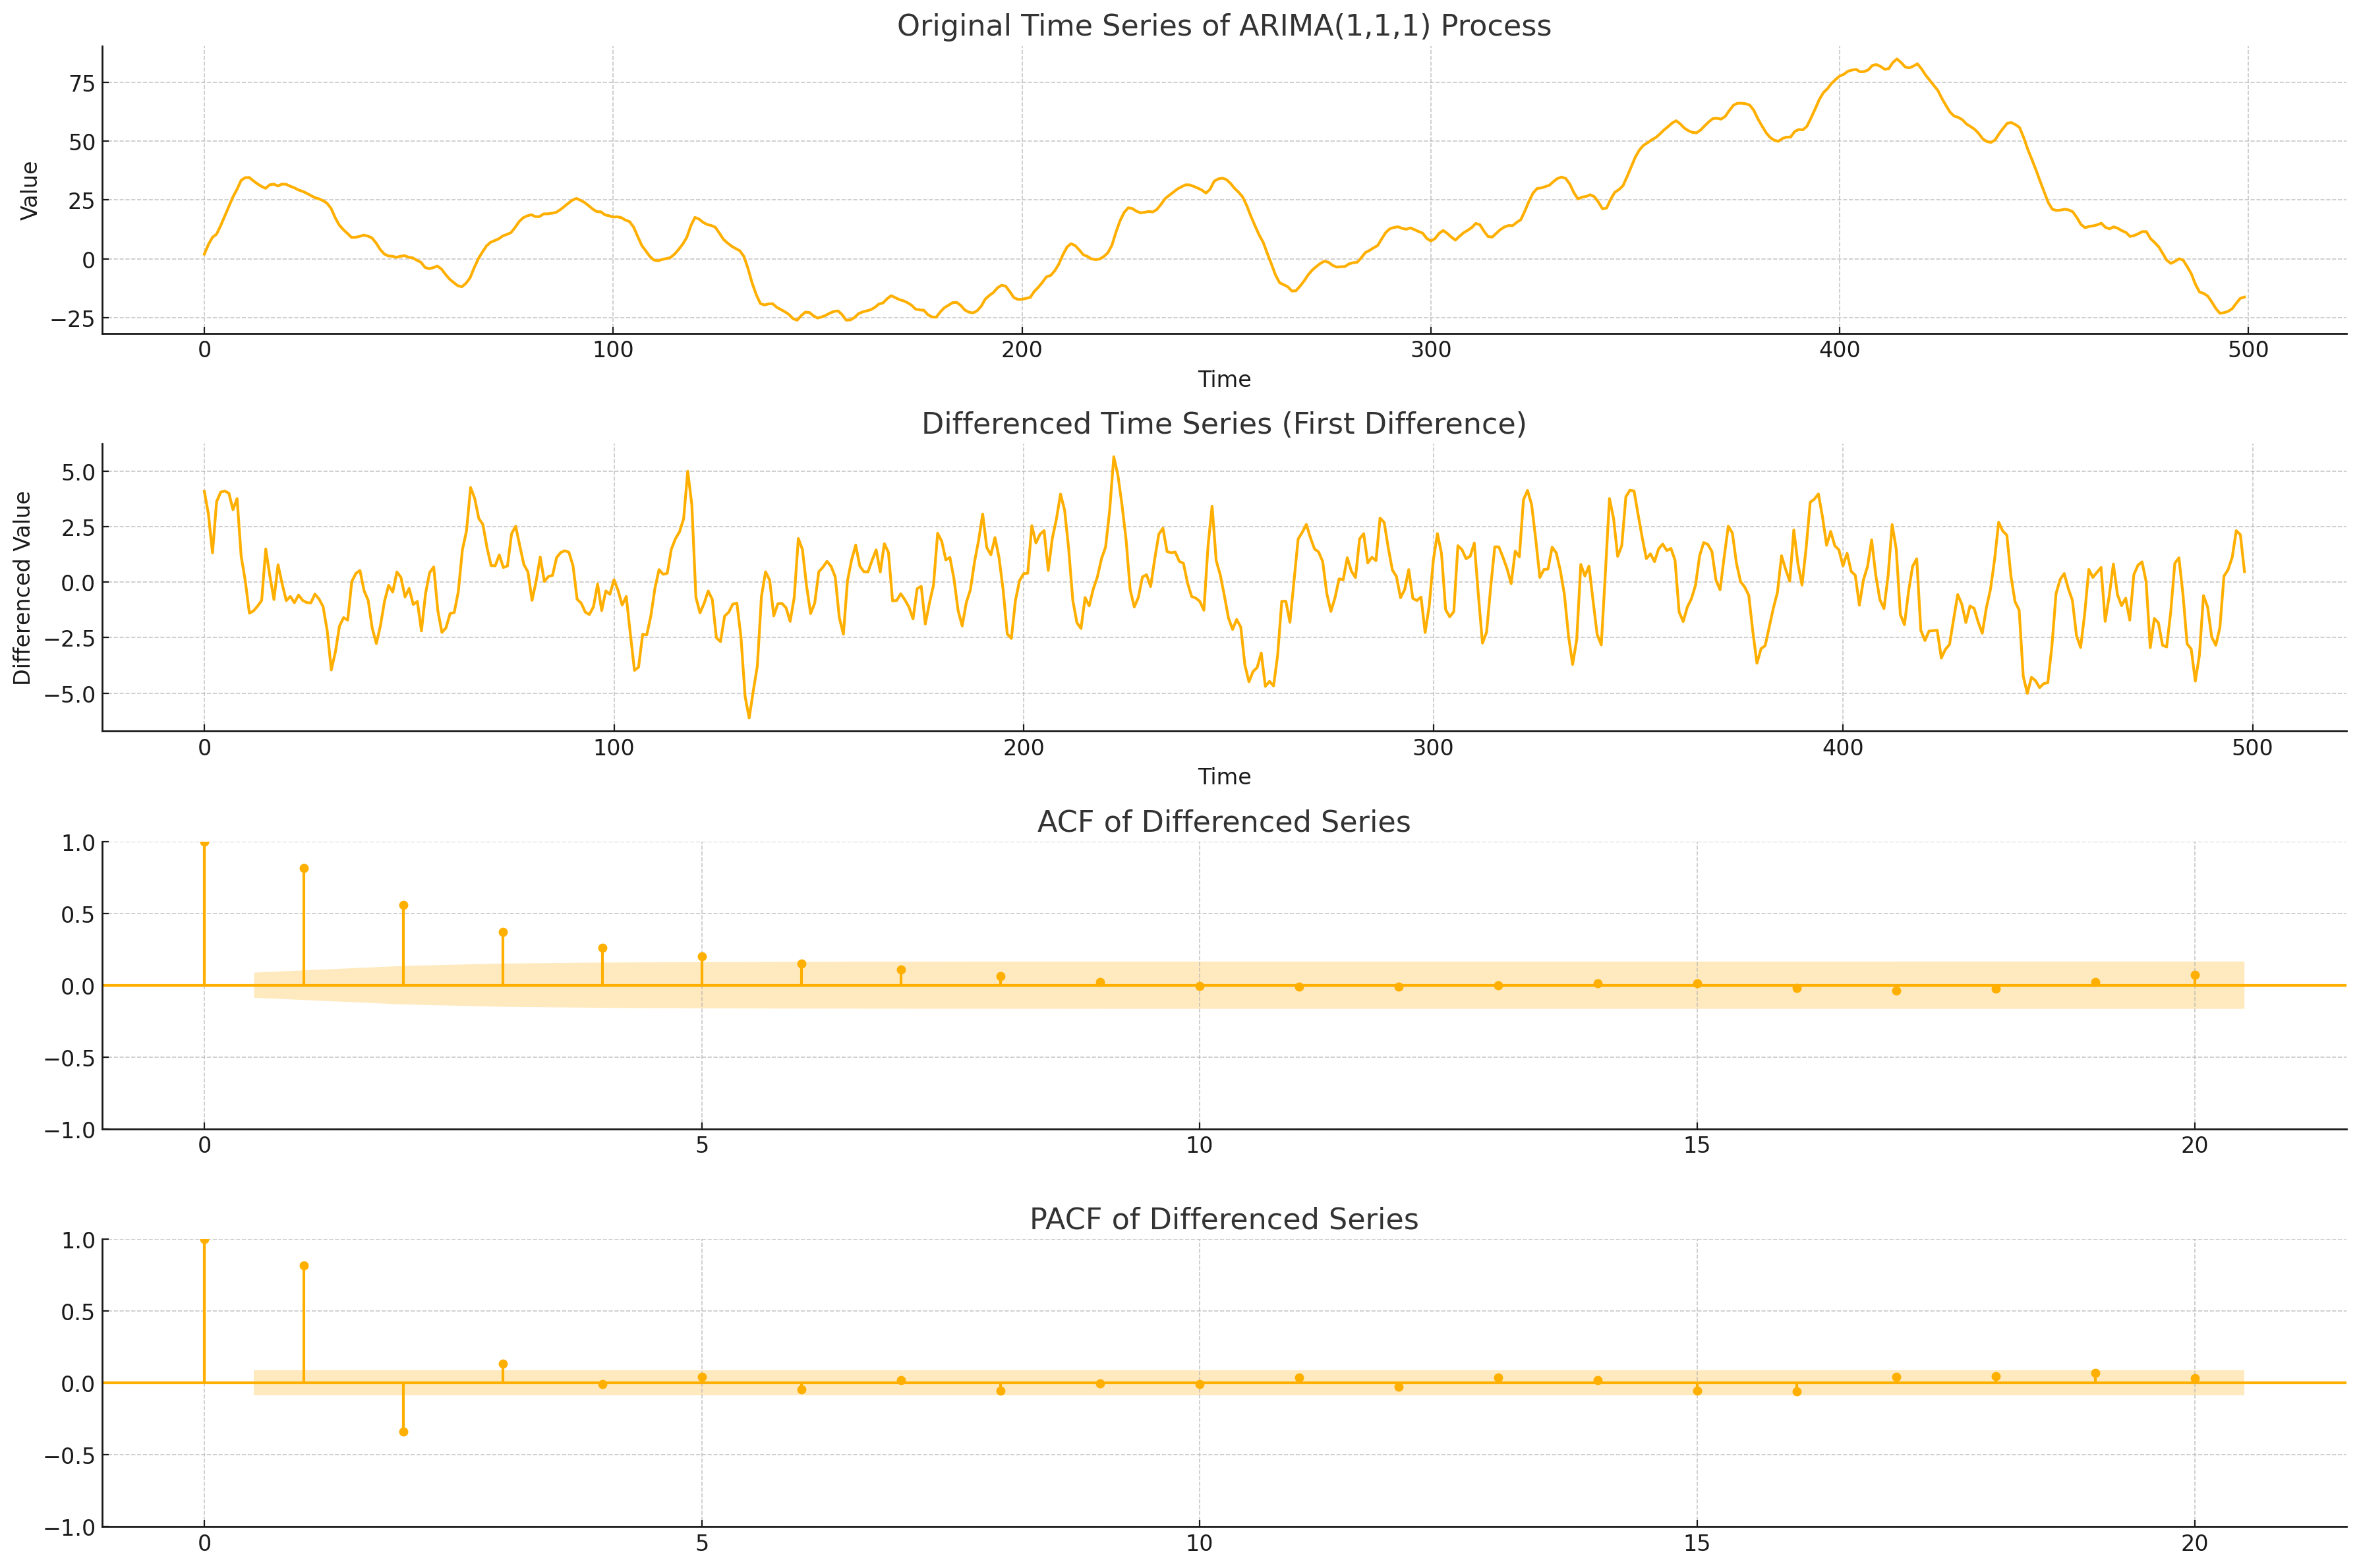 Original Time Series of ARIMA(1,1,1) Process
Value
75
50
25
0
−25
0 100 200 300 400 500
Time
Differenced Time Series (First Difference)
Differenced Value
5.0
2.5
0.0
−2.5
−5.0
0 100 200 300 400 500
Time
ACF of Differenced Series
1.0
0.5
0.0
−0.5
−1.0
0 5 10 15 20
PACF of Differenced Series
1.0
0.5
0.0
−0.5
−1.0
0 5 10 15 20